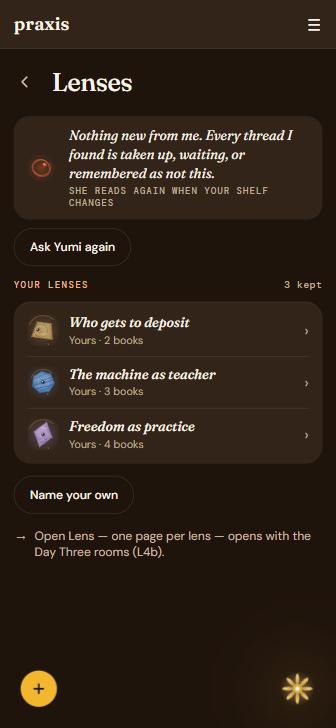 praxis
Lenses
Nothing new from me. Every thread I
found is taken up, waiting, or
remembered as not this.
SHE READS AGAIN WHEN YOUR SHELF
CHANGES
Ask Yumi again
YOUR LENSES 3 kept
Who gets to deposit
Yours · 2 books
The machine as teacher
Yours · 3 books
Freedom as practice
Yours · 4 books
Name your own
→ Open Lens — one page per lens — opens with the
Day Three rooms (L4b).